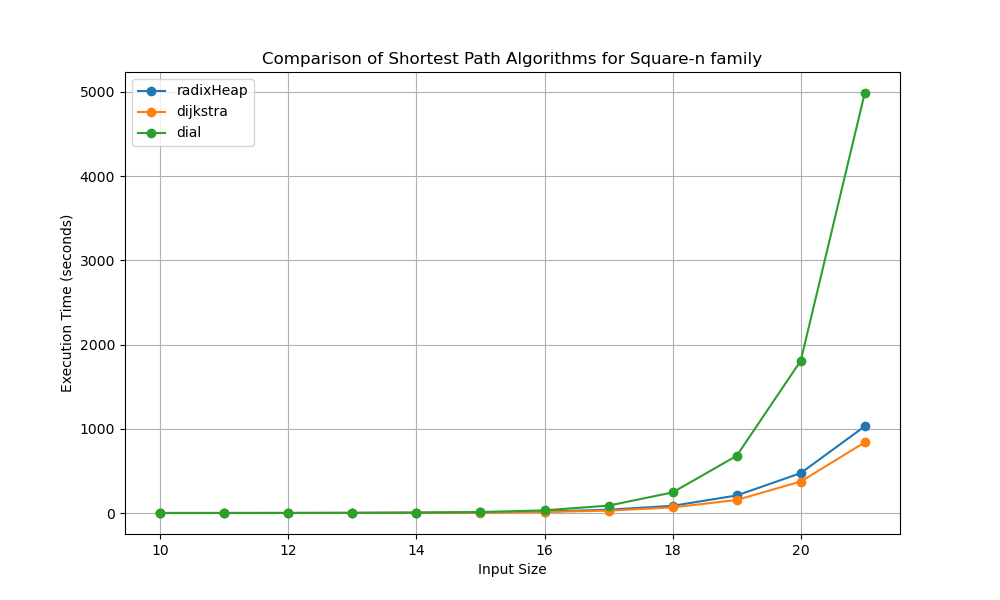 Comparison of Shortest Path Algorithms for Square-n family
radixHeap
dijkstra
dial
Execution Time (seconds)
5000
4000
3000
2000
1000
0
10 12 14 16 18 20
Input Size